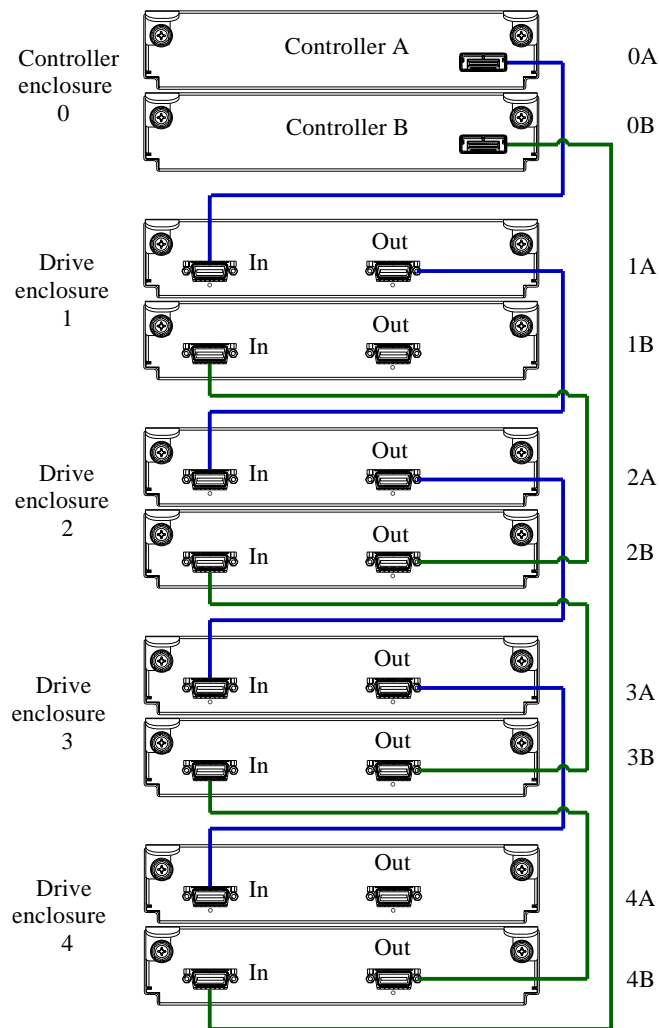 Controller A
0A
Controller
enclosure
0
Controller B
0B
In
Out
Drive
enclosure
1
1A
In
Out
1B
In
Out
Drive
enclosure
2
2A
In
Out
2B
In
Out
Drive
enclosure
3
3A
In
Out
3B
In
Out
Drive
enclosure
4
4A
In
Out
4B